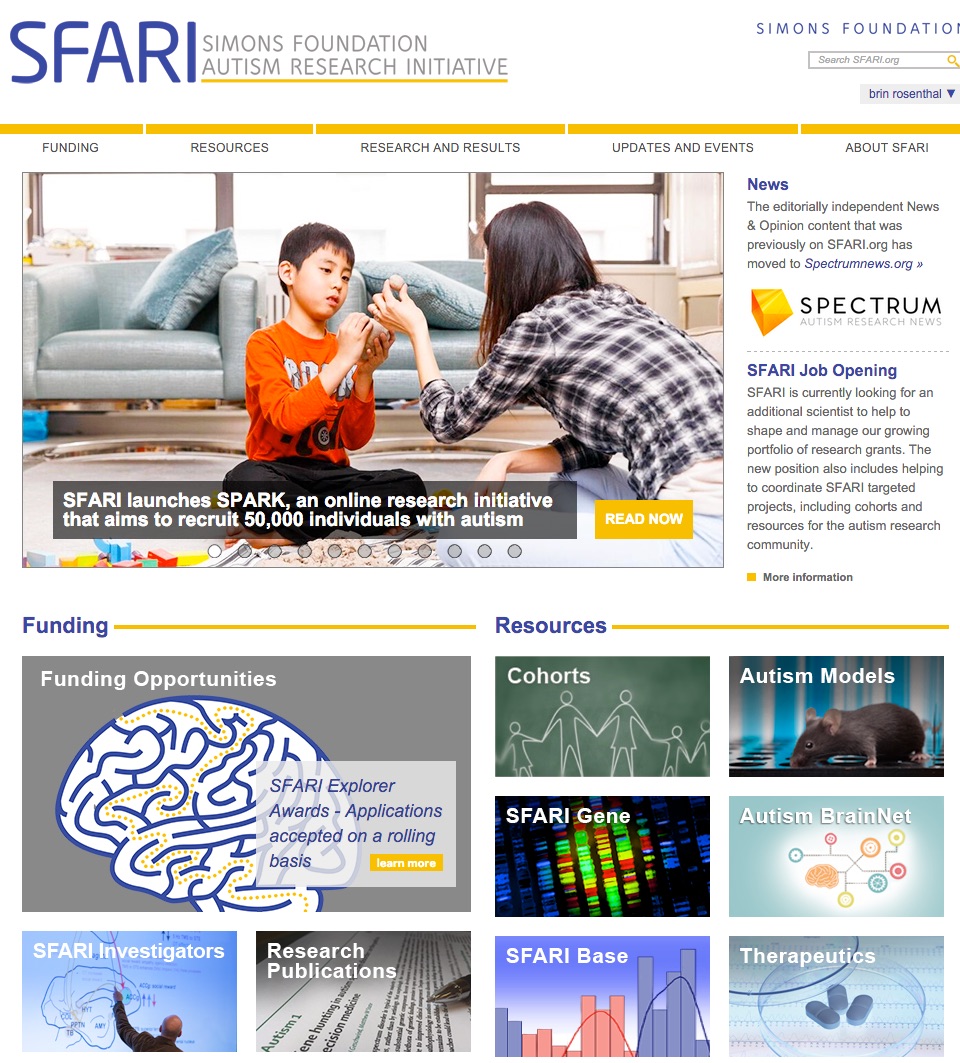 SFARI
SIMONS FOUNDATION
AUTISM RESEARCH INITIATIVE
SIMONS FOUNDATION
Search SFARI.org
brin rosenthal ▼
FUNDING
RESOURCES
RESEARCH AND RESULTS
UPDATES AND EVENTS
ABOUT SFARI
SFARI launches SPARK, an online research initiative
that aims to recruit 50,000 individuals with autism
READ NOW
News
The editorially independent News
& Opinion content that was
previously on SFARI.org has
moved to Spectrumnews.org »
SPECTRUM
AUTISM RESEARCH NEWS
SFARI Job Opening
SFARI is currently looking for an
additional scientist to help to
shape and manage our growing
portfolio of research grants. The
new position also includes helping
to coordinate SFARI targeted
projects, including cohorts and
resources for the autism research
community.
More information
Funding
Funding Opportunities
SFARI Explorer
Awards - Applications
accepted on a rolling
basis
learn more
SFARI Investigators
Research
Publications
Autism 1
Resources
Cohorts
Autism Models
SFARI Gene
Autism BrainNet
SFARI Base
Therapeutics